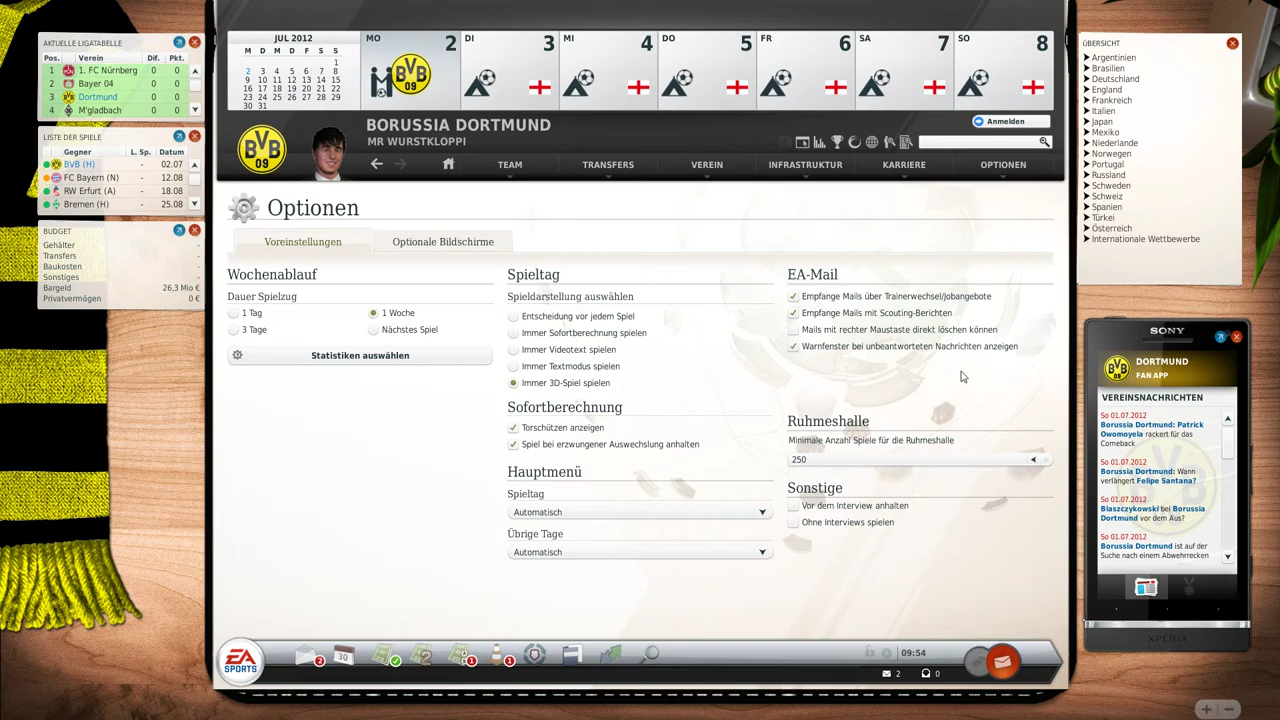 AKTUELLE LIGATABELLE
Pos. Verein Dif. Pkt.
1 1. FC Nürnberg 0 0
2 Bayer 04 0 0
3 Dortmund 0 0
4 M'gladbach 0 0
LISTE DER SPIELE
Gegner L. Sp. Datum
BVB (H) - 02.07
FC Bayern (N) - 12.08
RW Erfurt (A) - 18.08
Bremen (H) - 25.08
BUDGET
Gehälter -
Transfers -
Baukosten -
Sonstiges -
Bargeld 26,3 Mio €
Privatvermögen 0 €
JUL 2012
M D M D F S S
1
2 3 4 5 6 7 8
9 10 11 12 13 14 15
16 17 18 19 20 21 22
23 24 25 26 27 28 29
30 31
MO 2
DI 3
MI 4
DO 5
FR 6
SA 7
SO 8
BVB 09
BVB 09
BORUSSIA DORTMUND
MR WURSTKLOPPI
Anmelden
TEAM TRANSFERS VEREIN INFRASTRUKTUR KARRIERE OPTIONEN
Optionen
Voreinstellungen Optionale Bildschirme
Wochenablauf
Dauer Spielzug
1 Tag 1 Woche
3 Tage Nächstes Spiel
Statistiken auswählen
Spieltag
Spieldarstellung auswählen
Entscheidung vor jedem Spiel
Immer Sofortberechnung spielen
Immer Videotext spielen
Immer Textmodus spielen
Immer 3D-Spiel spielen
Sofortberechnung
Torschützen anzeigen
Spiel bei erzwungener Auswechslung anhalten
Hauptmenü
Spieltag
Automatisch
Übrige Tage
Automatisch
EA-Mail
Empfange Mails über Trainerwechsel/Jobangebote
Empfange Mails mit Scouting-Berichten
Mails mit rechter Maustaste direkt löschen können
Warnfenster bei unbeantworteten Nachrichten anzeigen
Ruhmeshalle
Minimale Anzahl Spiele für die Ruhmeshalle
250
Sonstige
Vor dem Interview anhalten
Ohne Interviews spielen
EA SPORTS
2
30
1
1
09:54
2 0
ÜBERSICHT
Argentinien
Brasilien
Deutschland
England
Frankreich
Italien
Japan
Mexiko
Niederlande
Norwegen
Portugal
Russland
Schweden
Schweiz
Spanien
Türkei
Österreich
Internationale Wettbewerbe
SONY
DORTMUND
FAN APP
VEREINSNACHRICHTEN
So 01.07.2012
Borussia Dortmund: Patrick
Owomoyela rackert für das
Comeback
So 01.07.2012
Borussia Dortmund: Wann
verlängert Felipe Santana?
So 01.07.2012
Blaszczykowski bei Borussia
Dortmund vor dem Aus?
So 01.07.2012
Borussia Dortmund ist auf der
Suche nach einem Abwehrrecken
XPERIA